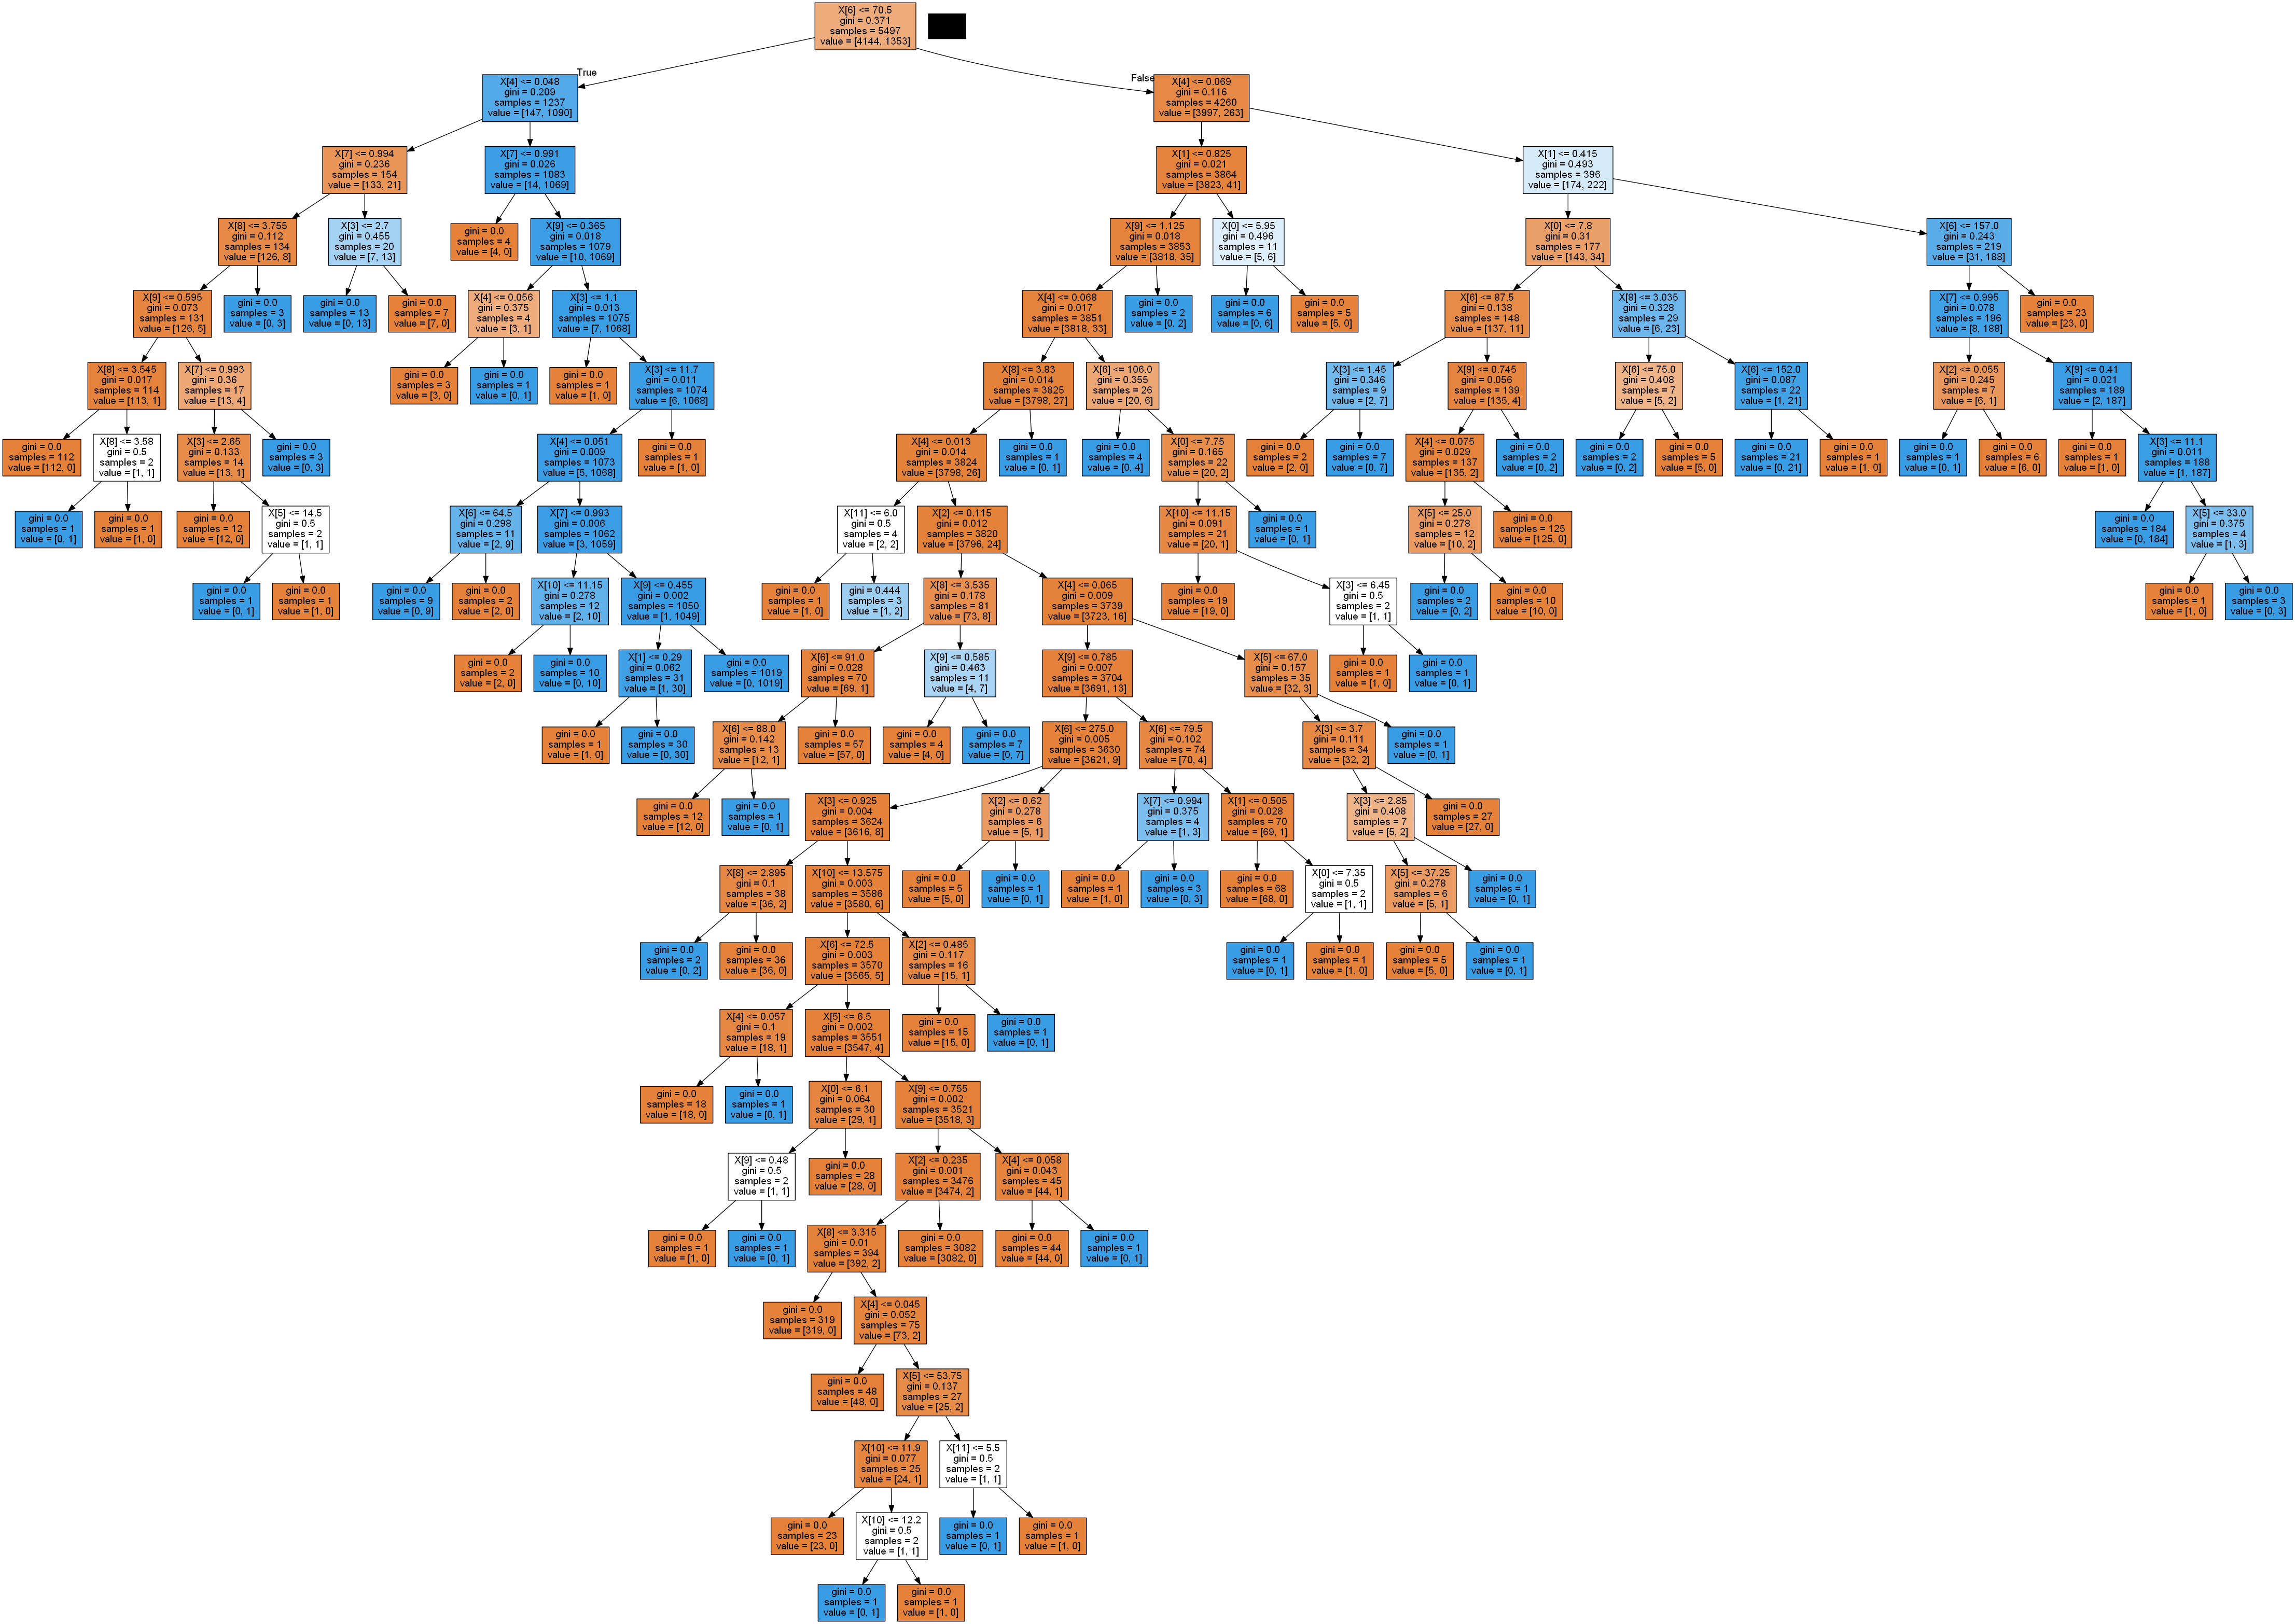 X[6] <= 70.5
gini = 0.371
samples = 5497
value = [4144, 1353]
True
False
X[4] <= 0.048
gini = 0.209
samples = 1237
value = [147, 1090]
X[4] <= 0.069
gini = 0.116
samples = 4260
value = [3997, 263]
X[7] <= 0.994
gini = 0.236
samples = 154
value = [133, 21]
X[7] <= 0.991
gini = 0.026
samples = 1083
value = [14, 1069]
X[1] <= 0.825
gini = 0.021
samples = 3864
value = [3823, 41]
X[1] <= 0.415
gini = 0.493
samples = 396
value = [174, 222]
X[8] <= 3.755
gini = 0.112
samples = 134
value = [126, 8]
X[3] <= 2.7
gini = 0.455
samples = 20
value = [7, 13]
gini = 0.0
samples = 4
value = [4, 0]
X[9] <= 0.365
gini = 0.018
samples = 1079
value = [10, 1069]
X[9] <= 1.125
gini = 0.018
samples = 3853
value = [3818, 35]
X[0] <= 5.95
gini = 0.496
samples = 11
value = [5, 6]
X[0] <= 7.8
gini = 0.31
samples = 177
value = [143, 34]
X[6] <= 157.0
gini = 0.243
samples = 219
value = [31, 188]
X[9] <= 0.595
gini = 0.073
samples = 131
value = [126, 5]
gini = 0.0
samples = 3
value = [0, 3]
gini = 0.0
samples = 13
value = [0, 13]
gini = 0.0
samples = 7
value = [7, 0]
X[4] <= 0.056
gini = 0.375
samples = 4
value = [3, 1]
X[3] <= 1.1
gini = 0.013
samples = 1075
value = [7, 1068]
X[4] <= 0.068
gini = 0.017
samples = 3851
value = [3818, 33]
gini = 0.0
samples = 2
value = [0, 2]
gini = 0.0
samples = 6
value = [0, 6]
gini = 0.0
samples = 5
value = [5, 0]
X[6] <= 87.5
gini = 0.138
samples = 148
value = [137, 11]
X[8] <= 3.035
gini = 0.328
samples = 29
value = [6, 23]
X[7] <= 0.995
gini = 0.078
samples = 196
value = [8, 188]
gini = 0.0
samples = 23
value = [23, 0]
X[8] <= 3.545
gini = 0.017
samples = 114
value = [113, 1]
X[7] <= 0.993
gini = 0.36
samples = 17
value = [13, 4]
gini = 0.0
samples = 3
value = [3, 0]
gini = 0.0
samples = 1
value = [0, 1]
gini = 0.0
samples = 1
value = [1, 0]
X[3] <= 11.7
gini = 0.011
samples = 1074
value = [6, 1068]
X[8] <= 3.83
gini = 0.014
samples = 3825
value = [3798, 27]
X[6] <= 106.0
gini = 0.355
samples = 26
value = [20, 6]
X[3] <= 1.45
gini = 0.346
samples = 9
value = [2, 7]
X[9] <= 0.745
gini = 0.056
samples = 139
value = [135, 4]
X[6] <= 75.0
gini = 0.408
samples = 7
value = [5, 2]
X[6] <= 152.0
gini = 0.087
samples = 22
value = [1, 21]
X[2] <= 0.055
gini = 0.245
samples = 7
value = [6, 1]
X[9] <= 0.41
gini = 0.021
samples = 189
value = [2, 187]
gini = 0.0
samples = 112
value = [112, 0]
X[8] <= 3.58
gini = 0.5
samples = 2
value = [1, 1]
X[3] <= 2.65
gini = 0.133
samples = 14
value = [13, 1]
gini = 0.0
samples = 3
value = [0, 3]
X[4] <= 0.051
gini = 0.009
samples = 1073
value = [5, 1068]
gini = 0.0
samples = 1
value = [1, 0]
X[4] <= 0.013
gini = 0.014
samples = 3824
value = [3798, 26]
gini = 0.0
samples = 1
value = [0, 1]
gini = 0.0
samples = 4
value = [0, 4]
X[0] <= 7.75
gini = 0.165
samples = 22
value = [20, 2]
gini = 0.0
samples = 2
value = [2, 0]
gini = 0.0
samples = 7
value = [0, 7]
X[4] <= 0.075
gini = 0.029
samples = 137
value = [135, 2]
gini = 0.0
samples = 2
value = [0, 2]
gini = 0.0
samples = 2
value = [0, 2]
gini = 0.0
samples = 5
value = [5, 0]
gini = 0.0
samples = 21
value = [0, 21]
gini = 0.0
samples = 1
value = [1, 0]
gini = 0.0
samples = 1
value = [0, 1]
gini = 0.0
samples = 6
value = [6, 0]
gini = 0.0
samples = 1
value = [1, 0]
X[3] <= 11.1
gini = 0.011
samples = 188
value = [1, 187]
gini = 0.0
samples = 1
value = [0, 1]
gini = 0.0
samples = 1
value = [1, 0]
gini = 0.0
samples = 12
value = [12, 0]
X[5] <= 14.5
gini = 0.5
samples = 2
value = [1, 1]
X[6] <= 64.5
gini = 0.298
samples = 11
value = [2, 9]
X[7] <= 0.993
gini = 0.006
samples = 1062
value = [3, 1059]
X[11] <= 6.0
gini = 0.5
samples = 4
value = [2, 2]
X[2] <= 0.115
gini = 0.012
samples = 3820
value = [3796, 24]
X[10] <= 11.15
gini = 0.091
samples = 21
value = [20, 1]
gini = 0.0
samples = 1
value = [0, 1]
X[5] <= 25.0
gini = 0.278
samples = 12
value = [10, 2]
gini = 0.0
samples = 125
value = [125, 0]
gini = 0.0
samples = 184
value = [0, 184]
X[5] <= 33.0
gini = 0.375
samples = 4
value = [1, 3]
gini = 0.0
samples = 1
value = [0, 1]
gini = 0.0
samples = 1
value = [1, 0]
gini = 0.0
samples = 9
value = [0, 9]
gini = 0.0
samples = 2
value = [2, 0]
X[10] <= 11.15
gini = 0.278
samples = 12
value = [2, 10]
X[9] <= 0.455
gini = 0.002
samples = 1050
value = [1, 1049]
gini = 0.0
samples = 1
value = [1, 0]
gini = 0.444
samples = 3
value = [1, 2]
X[8] <= 3.535
gini = 0.178
samples = 81
value = [73, 8]
X[4] <= 0.065
gini = 0.009
samples = 3739
value = [3723, 16]
gini = 0.0
samples = 19
value = [19, 0]
X[3] <= 6.45
gini = 0.5
samples = 2
value = [1, 1]
gini = 0.0
samples = 2
value = [0, 2]
gini = 0.0
samples = 10
value = [10, 0]
gini = 0.0
samples = 1
value = [1, 0]
gini = 0.0
samples = 3
value = [0, 3]
gini = 0.0
samples = 2
value = [2, 0]
gini = 0.0
samples = 10
value = [0, 10]
X[1] <= 0.29
gini = 0.062
samples = 31
value = [1, 30]
gini = 0.0
samples = 1019
value = [0, 1019]
X[6] <= 91.0
gini = 0.028
samples = 70
value = [69, 1]
X[9] <= 0.585
gini = 0.463
samples = 11
value = [4, 7]
X[9] <= 0.785
gini = 0.007
samples = 3704
value = [3691, 13]
X[5] <= 67.0
gini = 0.157
samples = 35
value = [32, 3]
gini = 0.0
samples = 1
value = [1, 0]
gini = 0.0
samples = 1
value = [0, 1]
gini = 0.0
samples = 1
value = [1, 0]
gini = 0.0
samples = 30
value = [0, 30]
X[6] <= 88.0
gini = 0.142
samples = 13
value = [12, 1]
gini = 0.0
samples = 57
value = [57, 0]
gini = 0.0
samples = 4
value = [4, 0]
gini = 0.0
samples = 7
value = [0, 7]
X[6] <= 275.0
gini = 0.005
samples = 3630
value = [3621, 9]
X[6] <= 79.5
gini = 0.102
samples = 74
value = [70, 4]
X[3] <= 3.7
gini = 0.111
samples = 34
value = [32, 2]
gini = 0.0
samples = 1
value = [0, 1]
gini = 0.0
samples = 12
value = [12, 0]
gini = 0.0
samples = 1
value = [0, 1]
X[3] <= 0.925
gini = 0.004
samples = 3624
value = [3616, 8]
X[2] <= 0.62
gini = 0.278
samples = 6
value = [5, 1]
X[7] <= 0.994
gini = 0.375
samples = 4
value = [1, 3]
X[1] <= 0.505
gini = 0.028
samples = 70
value = [69, 1]
X[3] <= 2.85
gini = 0.408
samples = 7
value = [5, 2]
gini = 0.0
samples = 27
value = [27, 0]
X[8] <= 2.895
gini = 0.1
samples = 38
value = [36, 2]
X[10] <= 13.575
gini = 0.003
samples = 3586
value = [3580, 6]
gini = 0.0
samples = 5
value = [5, 0]
gini = 0.0
samples = 1
value = [0, 1]
gini = 0.0
samples = 1
value = [1, 0]
gini = 0.0
samples = 3
value = [0, 3]
gini = 0.0
samples = 68
value = [68, 0]
X[0] <= 7.35
gini = 0.5
samples = 2
value = [1, 1]
X[5] <= 37.25
gini = 0.278
samples = 6
value = [5, 1]
gini = 0.0
samples = 1
value = [0, 1]
gini = 0.0
samples = 2
value = [0, 2]
gini = 0.0
samples = 36
value = [36, 0]
X[6] <= 72.5
gini = 0.003
samples = 3570
value = [3565, 5]
X[2] <= 0.485
gini = 0.117
samples = 16
value = [15, 1]
gini = 0.0
samples = 1
value = [0, 1]
gini = 0.0
samples = 1
value = [1, 0]
gini = 0.0
samples = 5
value = [5, 0]
gini = 0.0
samples = 1
value = [0, 1]
X[4] <= 0.057
gini = 0.1
samples = 19
value = [18, 1]
X[5] <= 6.5
gini = 0.002
samples = 3551
value = [3547, 4]
gini = 0.0
samples = 15
value = [15, 0]
gini = 0.0
samples = 1
value = [0, 1]
gini = 0.0
samples = 18
value = [18, 0]
gini = 0.0
samples = 1
value = [0, 1]
X[0] <= 6.1
gini = 0.064
samples = 30
value = [29, 1]
X[9] <= 0.755
gini = 0.002
samples = 3521
value = [3518, 3]
X[9] <= 0.48
gini = 0.5
samples = 2
value = [1, 1]
gini = 0.0
samples = 28
value = [28, 0]
X[2] <= 0.235
gini = 0.001
samples = 3476
value = [3474, 2]
X[4] <= 0.058
gini = 0.043
samples = 45
value = [44, 1]
gini = 0.0
samples = 1
value = [1, 0]
gini = 0.0
samples = 1
value = [0, 1]
X[8] <= 3.315
gini = 0.01
samples = 394
value = [392, 2]
gini = 0.0
samples = 3082
value = [3082, 0]
gini = 0.0
samples = 44
value = [44, 0]
gini = 0.0
samples = 1
value = [0, 1]
gini = 0.0
samples = 319
value = [319, 0]
X[4] <= 0.045
gini = 0.052
samples = 75
value = [73, 2]
gini = 0.0
samples = 48
value = [48, 0]
X[5] <= 53.75
gini = 0.137
samples = 27
value = [25, 2]
X[10] <= 11.9
gini = 0.077
samples = 25
value = [24, 1]
X[11] <= 5.5
gini = 0.5
samples = 2
value = [1, 1]
gini = 0.0
samples = 23
value = [23, 0]
X[10] <= 12.2
gini = 0.5
samples = 2
value = [1, 1]
gini = 0.0
samples = 1
value = [0, 1]
gini = 0.0
samples = 1
value = [1, 0]
gini = 0.0
samples = 1
value = [0, 1]
gini = 0.0
samples = 1
value = [1, 0]